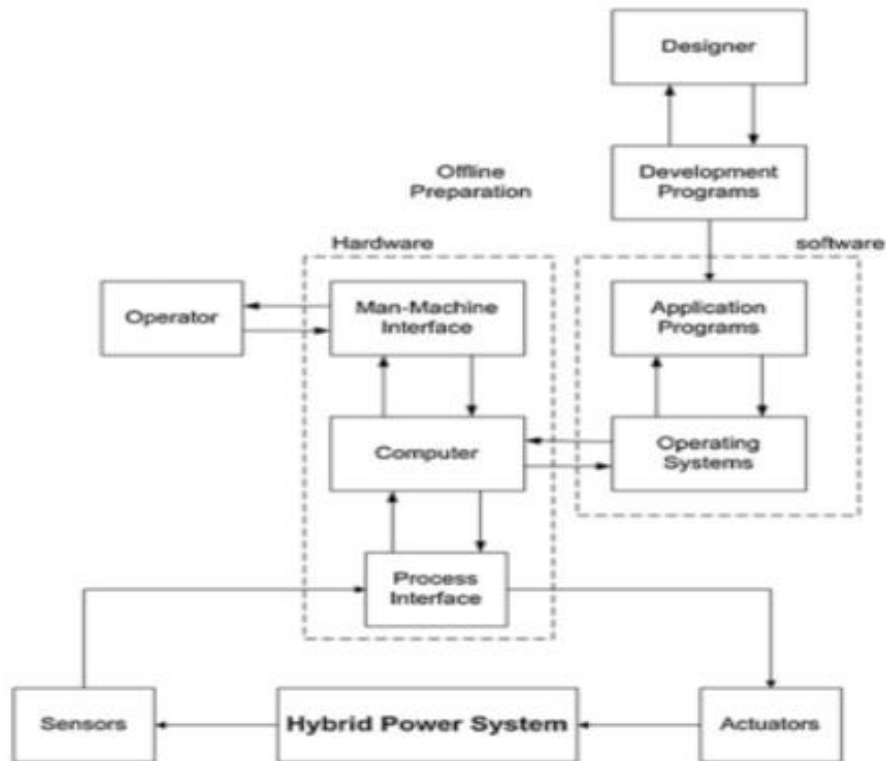 Designer
Offline
Preparation
Development
Programs
Hardware
software
Operator
Man-Machine
Interface
Application
Programs
Computer
Operating
Systems
Process
Interface
Sensors
Hybrid Power System
Actuators